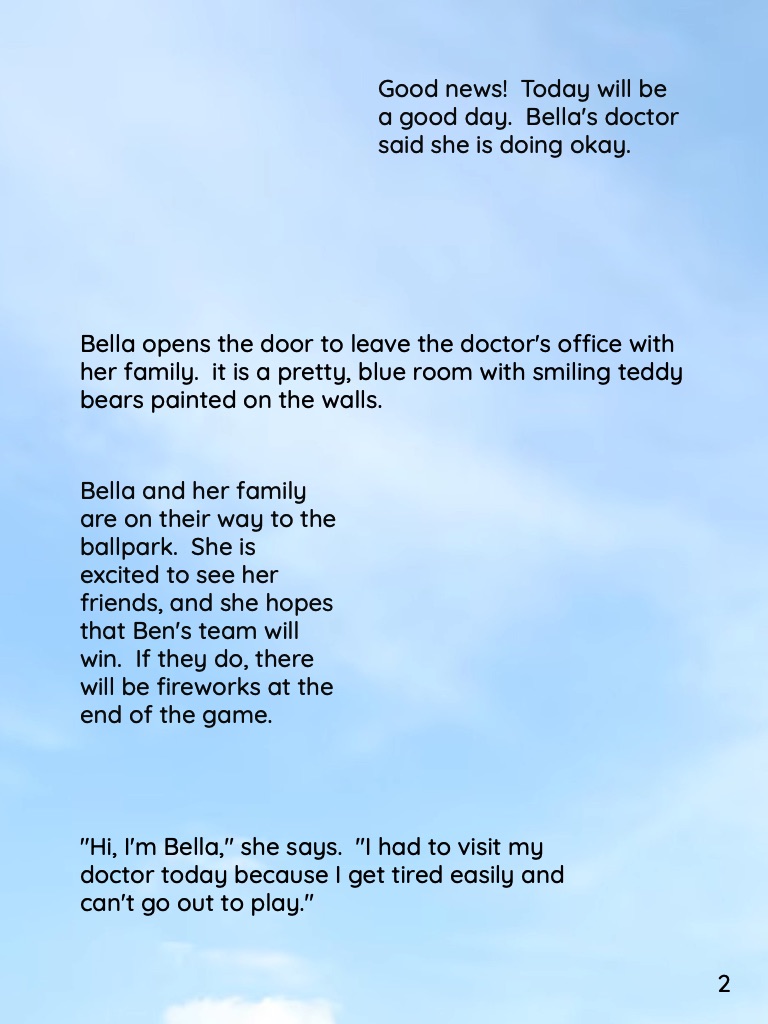 Good news!  Today will be
a good day.  Bella's doctor
said she is doing okay.
Bella opens the door to leave the doctor's office with
her family.  it is a pretty, blue room with smiling teddy
bears painted on the walls.
Bella and her family
are on their way to the
ballpark.  She is
excited to see her
friends, and she hopes
that Ben's team will
win.  If they do, there
will be fireworks at the
end of the game.
"Hi, I'm Bella," she says.  "I had to visit my
doctor today because I get tired easily and
can't go out to play."
2